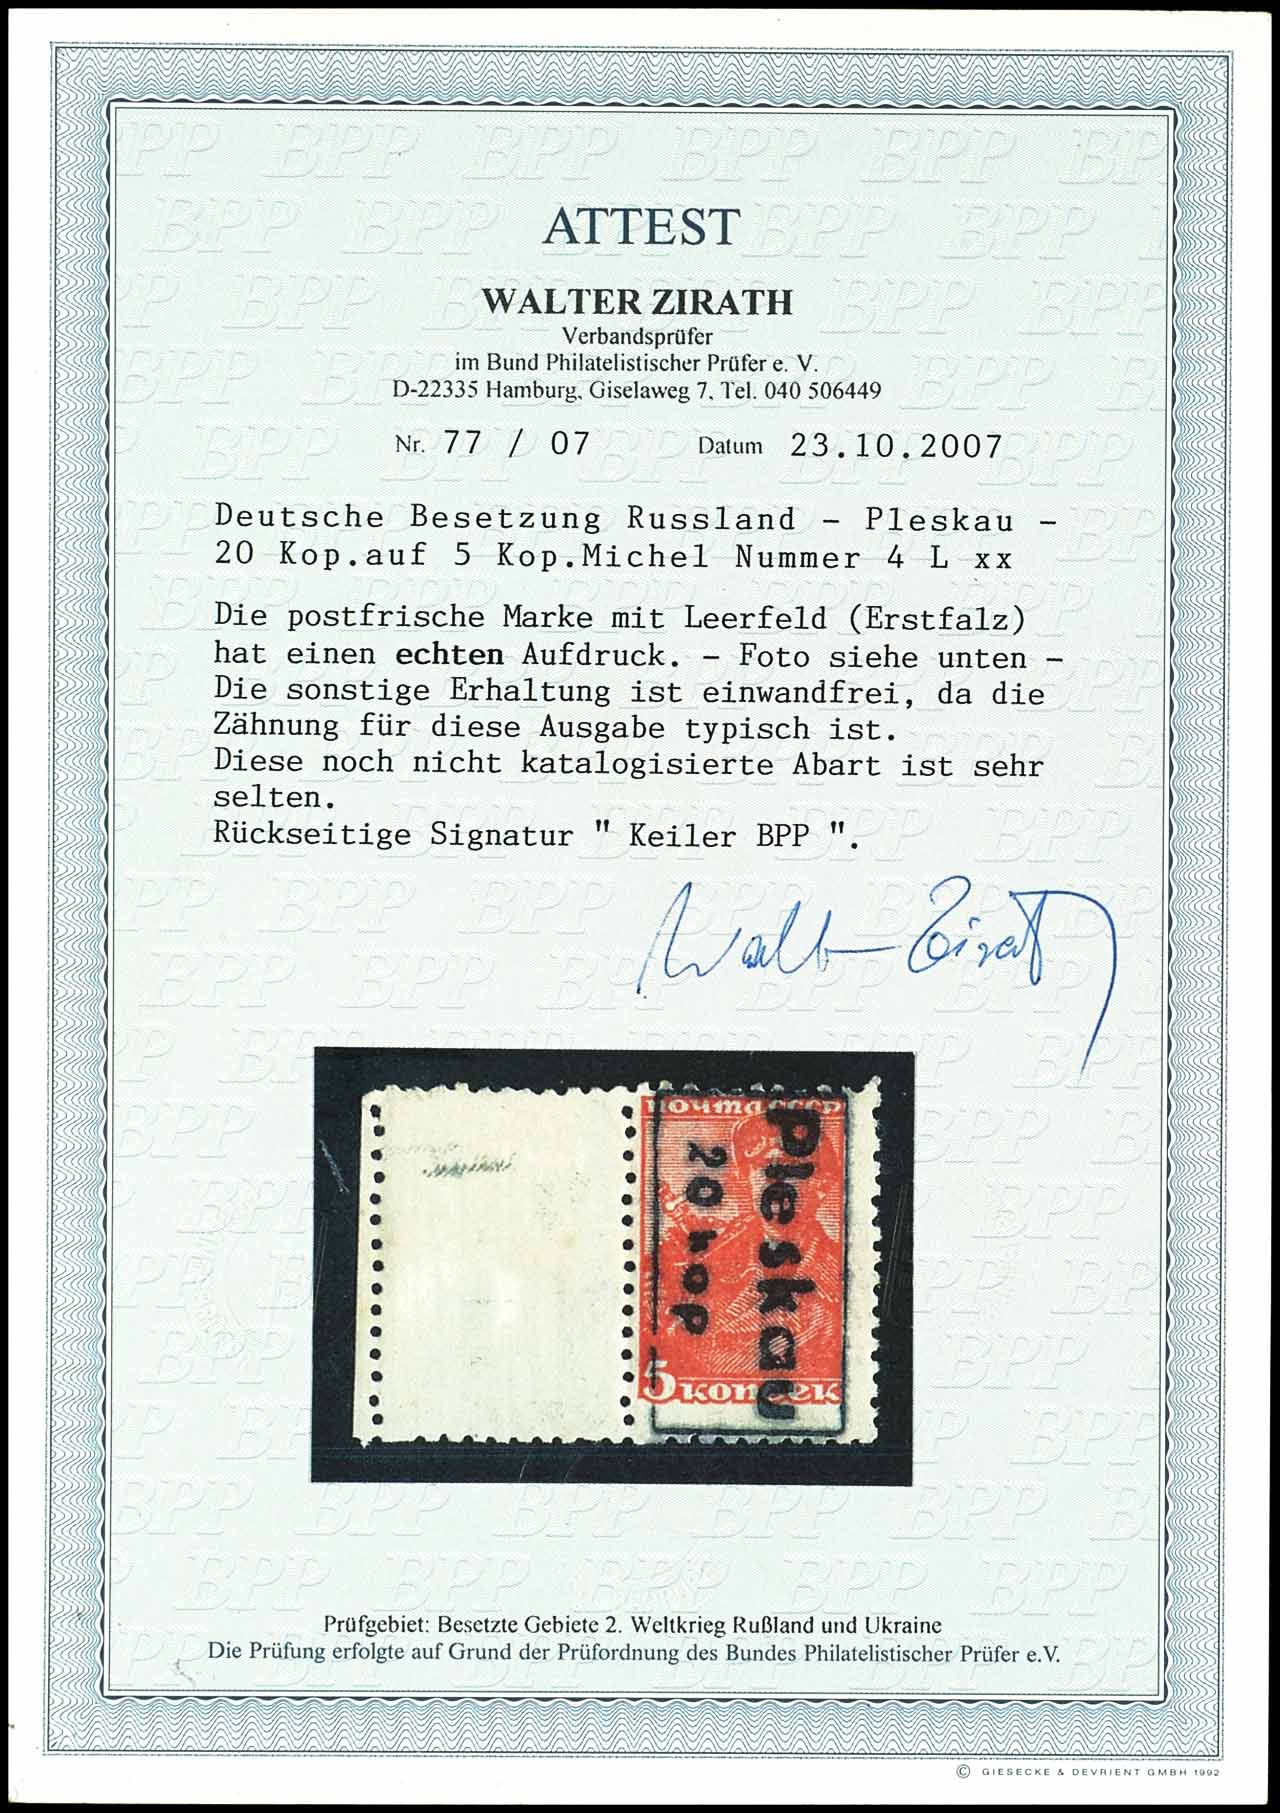 ATTEST
WALTER ZIRATH
Verbandsprüfer
im Bund Philatelistischer Prüfer e. V.
D-22335 Hamburg, Giselaweg 7, Tel. 040 506449
Nr. 77 / 07 Datum 23.10.2007
Deutsche Besetzung Russland - Pleskau -
20 Kop.auf 5 Kop.Michel Nummer 4 L xx
Die postfrische Marke mit Leerfeld (Erstfalz)
hat einen echten Aufdruck. - Foto siehe unten -
Die sonstige Erhaltung ist einwandfrei, da die
Zähnung für diese Ausgabe typisch ist.
Diese noch nicht katalogisierte Abart ist sehr
selten.
Rückseitige Signatur " Keiler BPP ".
Walter Zirath
почта СССР
Pleskau
20 kop
5 копеек
Prüfgebiet: Besetzte Gebiete 2. Weltkrieg Rußland und Ukraine
Die Prüfung erfolgte auf Grund der Prüfordnung des Bundes Philatelistischer Prüfer e.V.
© GIESECKE & DEVRIENT GMBH 1992